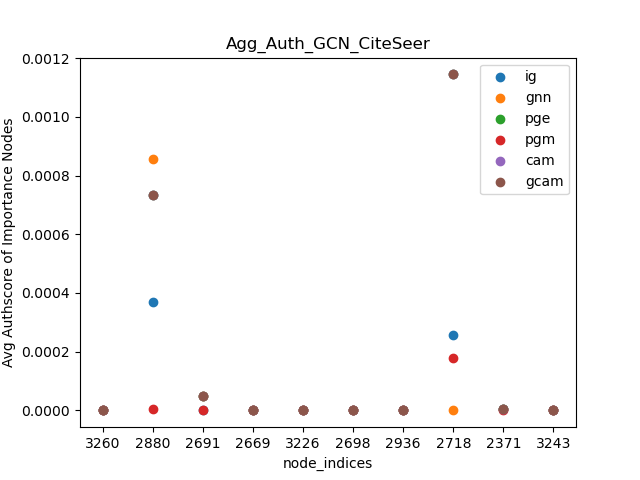 Agg_Auth_GCN_CiteSeer
Avg Authscore of Importance Nodes
0.0012
0.0010
0.0008
0.0006
0.0004
0.0002
0.0000
ig
gnn
pge
pgm
cam
gcam
3260 2880 2691 2669 3226 2698 2936 2718 2371 3243
node_indices